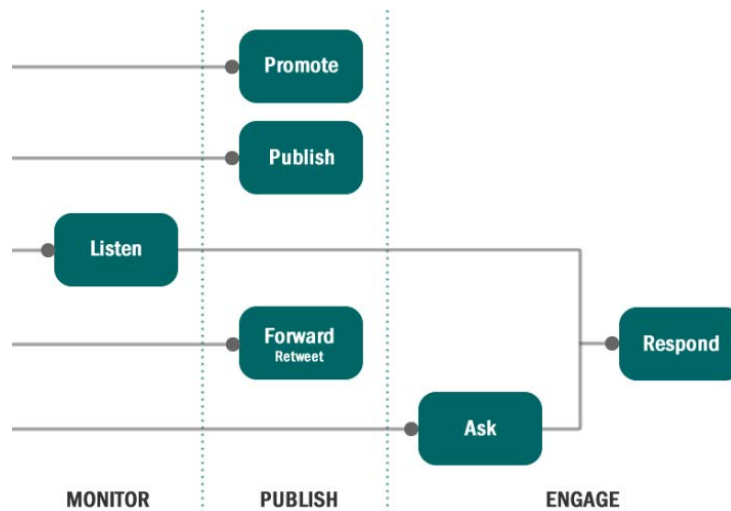 Promote
Publish
Listen
Forward
Retweet
Respond
Ask
MONITOR
PUBLISH
ENGAGE